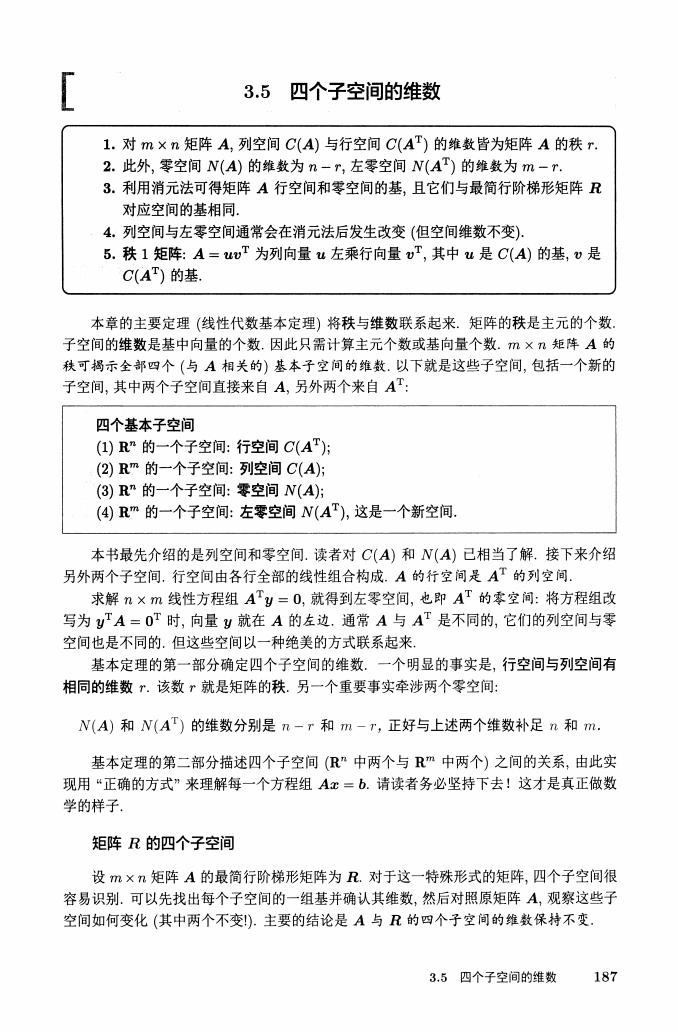 3.5 四个子空间的维数
1. 对 m × n 矩阵 A, 列空间 C(A) 与行空间 C(Aᵀ) 的维数皆为矩阵 A 的秩 r.
2. 此外, 零空间 N(A) 的维数为 n − r, 左零空间 N(Aᵀ) 的维数为 m − r.
3. 利用消元法可得矩阵 A 行空间和零空间的基, 且它们与最简行阶梯形矩阵 R
对应空间的基相同.
4. 列空间与左零空间通常会在消元法后发生改变 (但空间维数不变).
5. 秩 1 矩阵: A = uvᵀ 为列向量 u 左乘行向量 vᵀ, 其中 u 是 C(A) 的基, v 是
C(Aᵀ) 的基.
本章的主要定理 (线性代数基本定理) 将秩与维数联系起来. 矩阵的秩是主元的个数.
子空间的维数是基中向量的个数. 因此只需计算主元个数或基向量个数. m × n 矩阵 A 的
秩可揭示全部四个 (与 A 相关的) 基本子空间的维数. 以下就是这些子空间, 包括一个新的
子空间, 其中两个子空间直接来自 A, 另外两个来自 Aᵀ:
四个基本子空间
(1) Rⁿ 的一个子空间: 行空间 C(Aᵀ);
(2) Rᵐ 的一个子空间: 列空间 C(A);
(3) Rⁿ 的一个子空间: 零空间 N(A);
(4) Rᵐ 的一个子空间: 左零空间 N(Aᵀ), 这是一个新空间.
本书最先介绍的是列空间和零空间. 读者对 C(A) 和 N(A) 已相当了解. 接下来介绍
另外两个子空间. 行空间由各行全部的线性组合构成. A 的行空间是 Aᵀ 的列空间.
求解 n × m 线性方程组 Aᵀy = 0, 就得到左零空间, 也即 Aᵀ 的零空间: 将方程组改
写为 yᵀA = 0ᵀ 时, 向量 y 就在 A 的左边. 通常 A 与 Aᵀ 是不同的, 它们的列空间与零
空间也是不同的. 但这些空间以一种绝美的方式联系起来.
基本定理的第一部分确定四个子空间的维数. 一个明显的事实是, 行空间与列空间有
相同的维数 r. 该数 r 就是矩阵的秩. 另一个重要事实牵涉两个零空间:
N(A) 和 N(Aᵀ) 的维数分别是 n − r 和 m − r, 正好与上述两个维数补足 n 和 m.
基本定理的第二部分描述四个子空间 (Rⁿ 中两个与 Rᵐ 中两个) 之间的关系, 由此实
现用 “正确的方式” 来理解每一个方程组 Ax = b. 请读者务必坚持下去! 这才是真正做数
学的样子.
矩阵 R 的四个子空间
设 m × n 矩阵 A 的最简行阶梯形矩阵为 R. 对于这一特殊形式的矩阵, 四个子空间很
容易识别. 可以先找出每个子空间的一组基并确认其维数, 然后对照原矩阵 A, 观察这些子
空间如何变化 (其中两个不变!). 主要的结论是 A 与 R 的四个子空间的维数保持不变.
3.5 四个子空间的维数 187